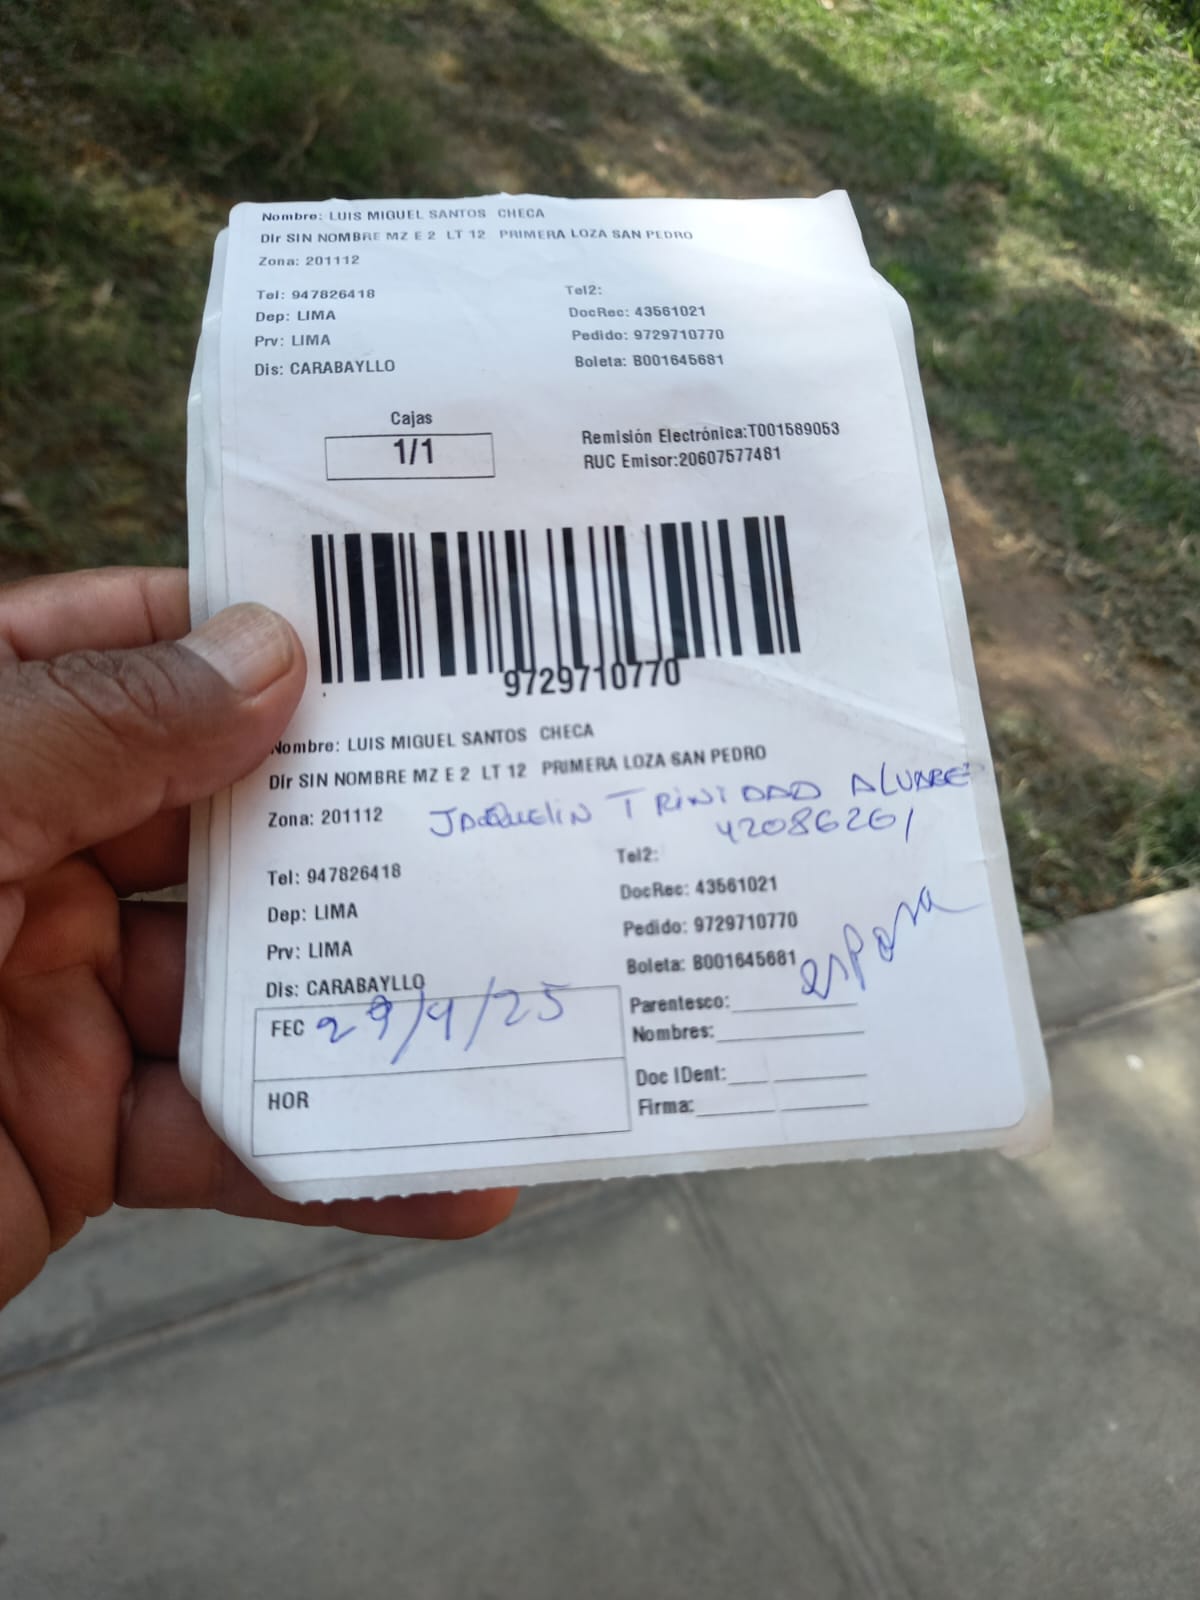 Nombre: LUIS MIGUEL SANTOS CHECA
Dir SIN NOMBRE MZ E 2 LT 12 PRIMERA LOZA SAN PEDRO
Zona: 201112
Tel: 947826418 Tel2:
Dep: LIMA DocRec: 43561021
Prv: LIMA Pedido: 9729710770
Dis: CARABAYLLO Boleta: B001645681
Cajas
1/1
Remisión Electrónica:T001589053
RUC Emisor:20607577481
9729710770
Nombre: LUIS MIGUEL SANTOS CHECA
Dir SIN NOMBRE MZ E 2 LT 12 PRIMERA LOZA SAN PEDRO
Zona: 201112 JAQUELIN TRINIDAD ALVAREZ
42086261
Tel: 947826418 Tel2:
Dep: LIMA DocRec: 43561021
Prv: LIMA Pedido: 9729710770
Dis: CARABAYLLO Boleta: B001645681
FEC 29/4/25 Parentesco: esposa
Nombres:
HOR Doc IDent:
Firma: